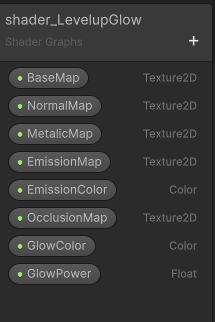 shader_LevelupGlow
Shader Graphs
+
BaseMap Texture2D
NormalMap Texture2D
MetalicMap Texture2D
EmissionMap Texture2D
EmissionColor Color
OcclusionMap Texture2D
GlowColor Color
GlowPower Float